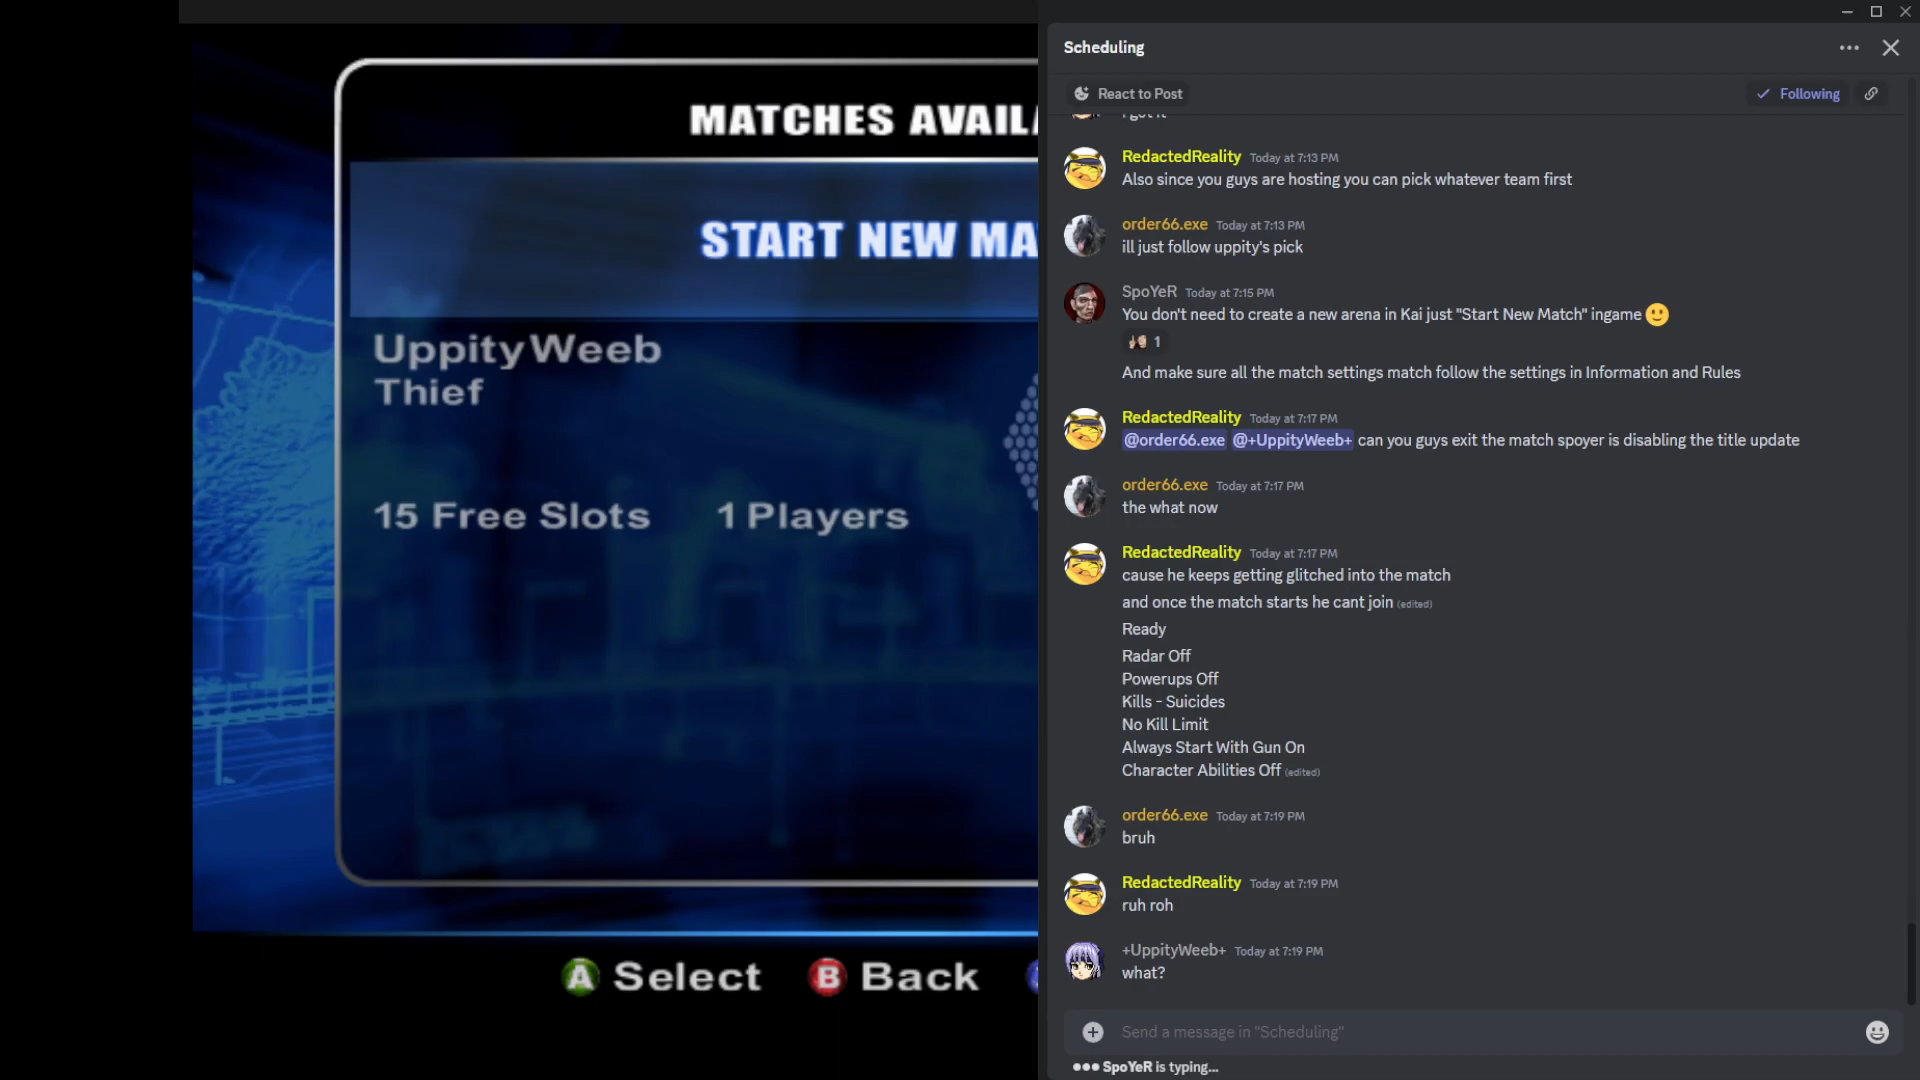 MATCHES AVAILA
START NEW MA
UppityWeeb
Thief
15 Free Slots 1 Players
A Select B Back
Scheduling
React to Post
Following
I got it
RedactedReality Today at 7:13 PM
Also since you guys are hosting you can pick whatever team first
order66.exe Today at 7:13 PM
ill just follow uppity's pick
SpoYeR Today at 7:15 PM
You don't need to create a new arena in Kai just "Start New Match" ingame
1
And make sure all the match settings match follow the settings in Information and Rules
RedactedReality Today at 7:17 PM
@order66.exe @+UppityWeeb+ can you guys exit the match spoyer is disabling the title update
order66.exe Today at 7:17 PM
the what now
RedactedReality Today at 7:17 PM
cause he keeps getting glitched into the match
and once the match starts he cant join (edited)
Ready
Radar Off
Powerups Off
Kills - Suicides
No Kill Limit
Always Start With Gun On
Character Abilities Off (edited)
order66.exe Today at 7:19 PM
bruh
RedactedReality Today at 7:19 PM
ruh roh
+UppityWeeb+ Today at 7:19 PM
what?
Send a message in "Scheduling"
SpoYeR is typing...